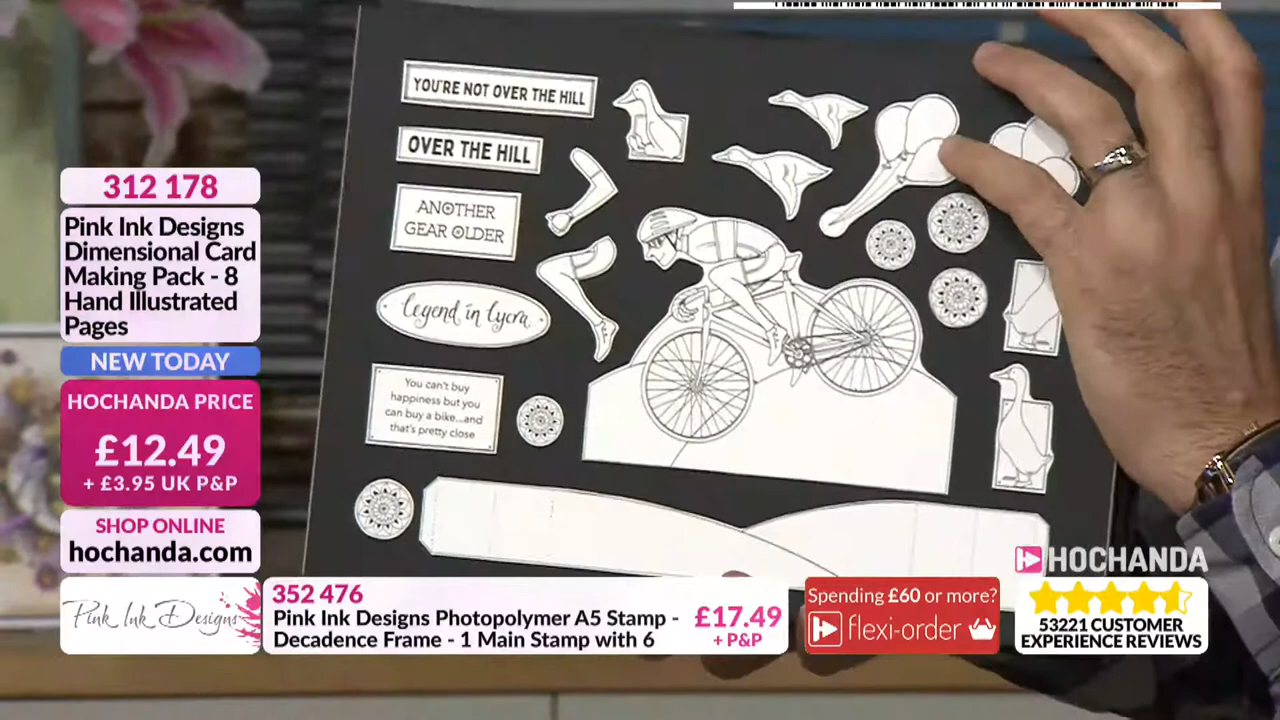 YOU'RE NOT OVER THE HILL
OVER THE HILL
ANOTHER
GEAR OLDER
legend in lycra
You can't buy
happiness but you
can buy a bike...and
that's pretty close
312 178
Pink Ink Designs
Dimensional Card
Making Pack - 8
Hand Illustrated
Pages
NEW TODAY
HOCHANDA PRICE
£12.49
+ £3.95 UK P&P
SHOP ONLINE
hochanda.com
Pink Ink Designs
352 476
Pink Ink Designs Photopolymer A5 Stamp -
Decadence Frame - 1 Main Stamp with 6
£17.49
+ P&P
Spending £60 or more?
flexi-order
HOCHANDA
53221 CUSTOMER
EXPERIENCE REVIEWS